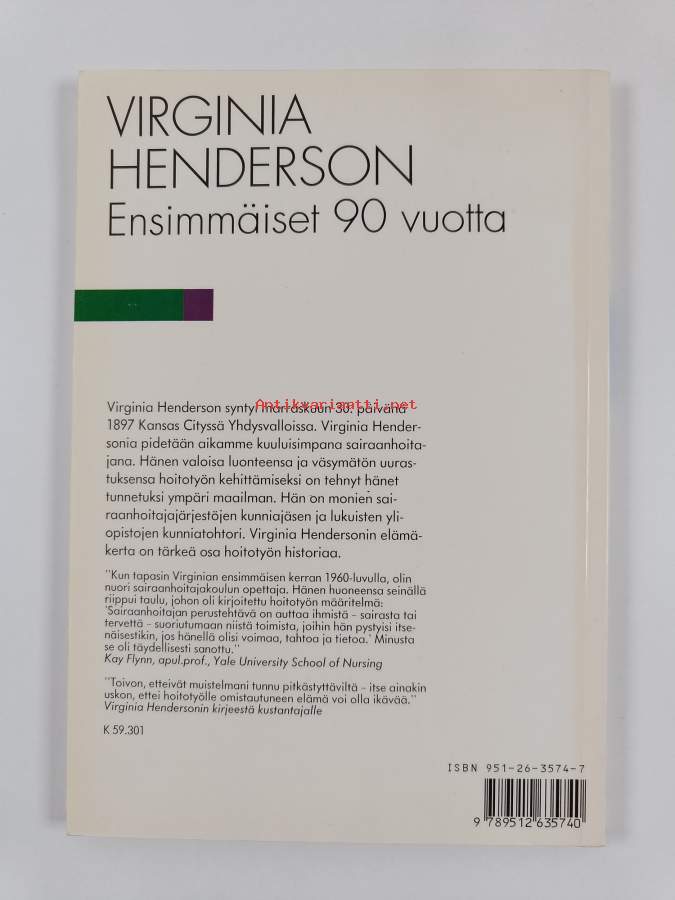 VIRGINIA
HENDERSON
Ensimmäiset 90 vuotta
Antikvariaatti.net
Virginia Henderson syntyi marraskuun 30. päivänä
1897 Kansas Cityssä Yhdysvalloissa. Virginia Hender-
sonia pidetään aikamme kuuluisimpana sairaanhoita-
jana. Hänen valoisa luonteensa ja väsymätön uuras-
tuksensa hoitotyön kehittämiseksi on tehnyt hänet
tunnetuksi ympäri maailman. Hän on monien sai-
raanhoitajajärjestöjen kunniajäsen ja lukuisten yli-
opistojen kunniatohtori. Virginia Hendersonin elämä-
kerta on tärkeä osa hoitotyön historiaa.
"Kun tapasin Virginian ensimmäisen kerran 1960-luvulla, olin
nuori sairaanhoitajakoulun opettaja. Hänen huoneensa seinällä
riippui taulu, johon oli kirjoitettu hoitotyön määritelmä:
'Sairaanhoitajan perustehtävä on auttaa ihmistä – sairasta tai
tervettä – suoriutumaan niistä toimista, joihin hän pystyisi itse-
näisestikin, jos hänellä olisi voimaa, tahtoa ja tietoa.' Minusta
se oli täydellisesti sanottu."
Kay Flynn, apul.prof., Yale University School of Nursing
"Toivon, etteivät muistelmani tunnu pitkästyttäviltä – itse ainakin
uskon, ettei hoitotyölle omistautuneen elämä voi olla ikävää."
Virginia Hendersonin kirjeestä kustantajalle
K 59.301
ISBN 951-26-3574-7
9 789512 635740